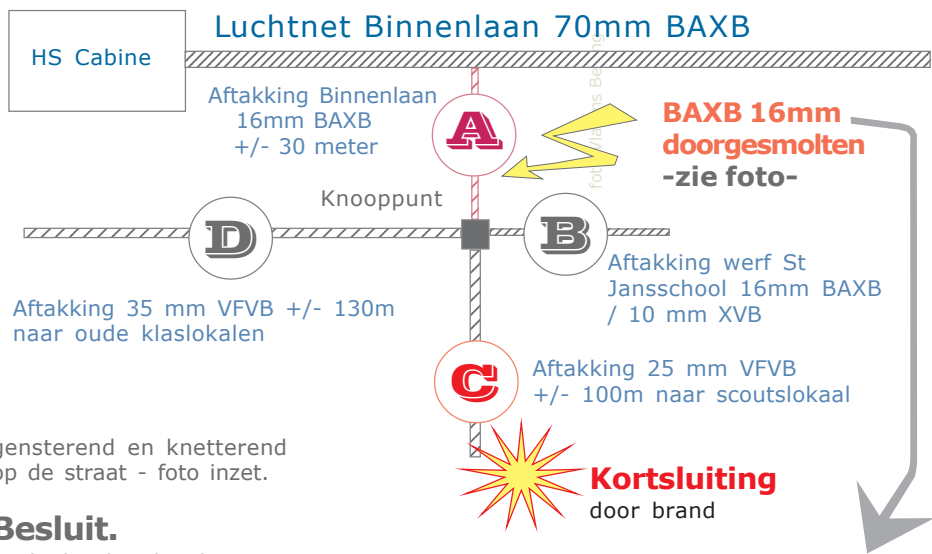 Luchtnet Binnenlaan 70mm BAXB
HS Cabine
Aftakking Binnenlaan
16mm BAXB
+/- 30 meter
A
BAXB 16mm
doorgesmolten
-zie foto-
Knooppunt
D
B
Aftakking werf St
Jansschool 16mm BAXB
/ 10 mm XVB
Aftakking 35 mm VFVB +/- 130m
naar oude klaslokalen
C
Aftakking 25 mm VFVB
+/- 100m naar scoutslokaal
gensterend en knetterend
op de straat - foto inzet.
Kortsluiting
door brand
Besluit.